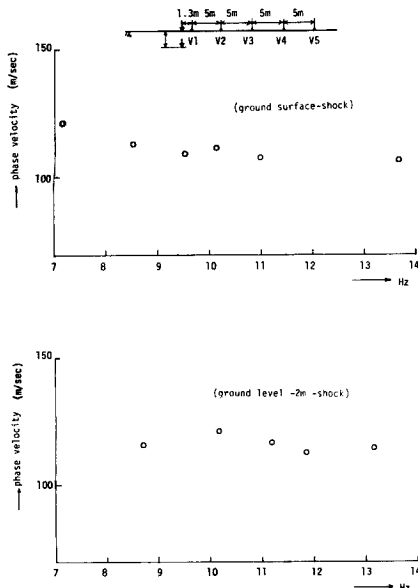 1.3m 5m 5m 5m 5m
V1 V2 V3 V4 V5
150
phase velocity (m/sec)
(ground surface-shock)
100
7 8 9 10 11 12 13 14
Hz
150
phase velocity (m/sec)
(ground level -2m -shock)
100
7 8 9 10 11 12 13 14
Hz